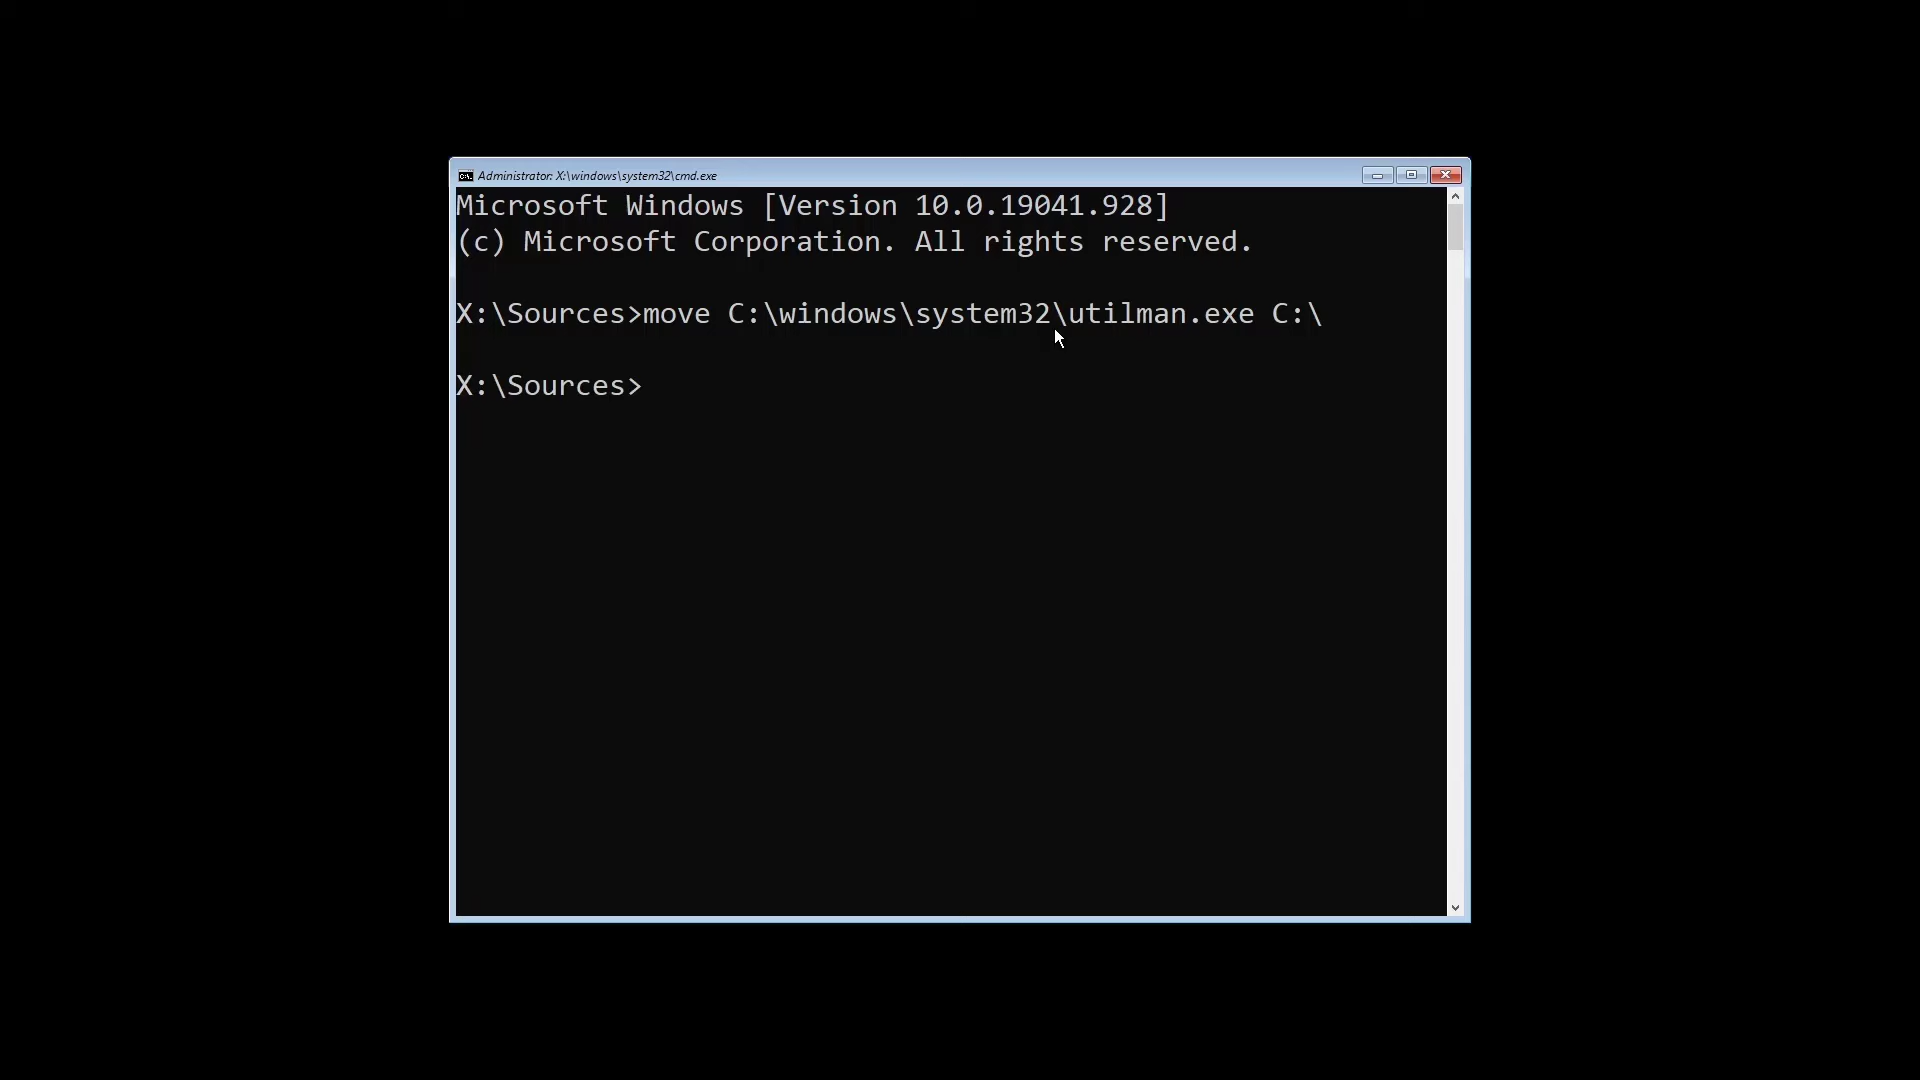 Administrator: X:\windows\system32\cmd.exe
Microsoft Windows [Version 10.0.19041.928]
(c) Microsoft Corporation. All rights reserved.
X:\Sources>move C:\windows\system32\utilman.exe C:\
X:\Sources>